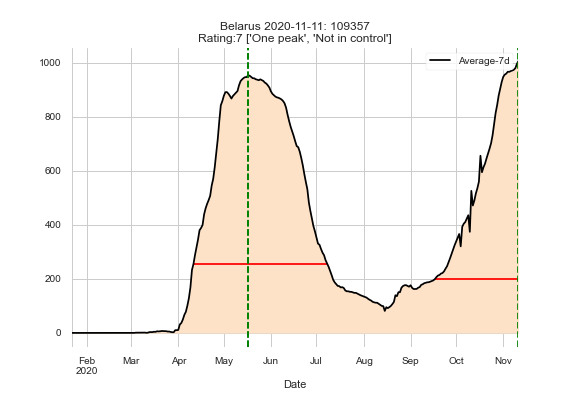 Belarus 2020-11-11: 109357
Rating:7 ['One peak', 'Not in control']
Average-7d
1000
800
600
400
200
0
Feb Mar Apr May Jun Jul Aug Sep Oct Nov
2020
Date